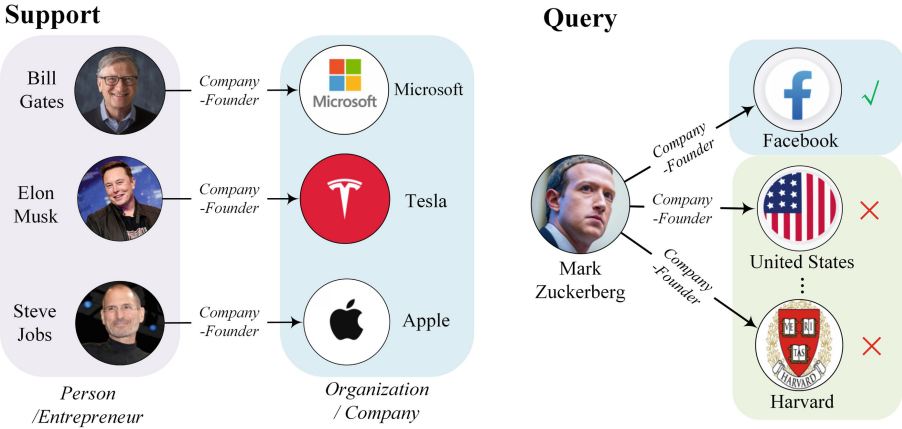 Support
Query
Bill
Gates
Company
-Founder
Microsoft
Microsoft
Elon
Musk
Company
-Founder
Tesla
Steve
Jobs
Company
-Founder
Apple
Person
/Entrepreneur
Organization
/ Company
Mark
Zuckerberg
Company
-Founder
Facebook
Company
-Founder
United States
Company
-Founder
VE RI
TAS
HARVARD
Harvard